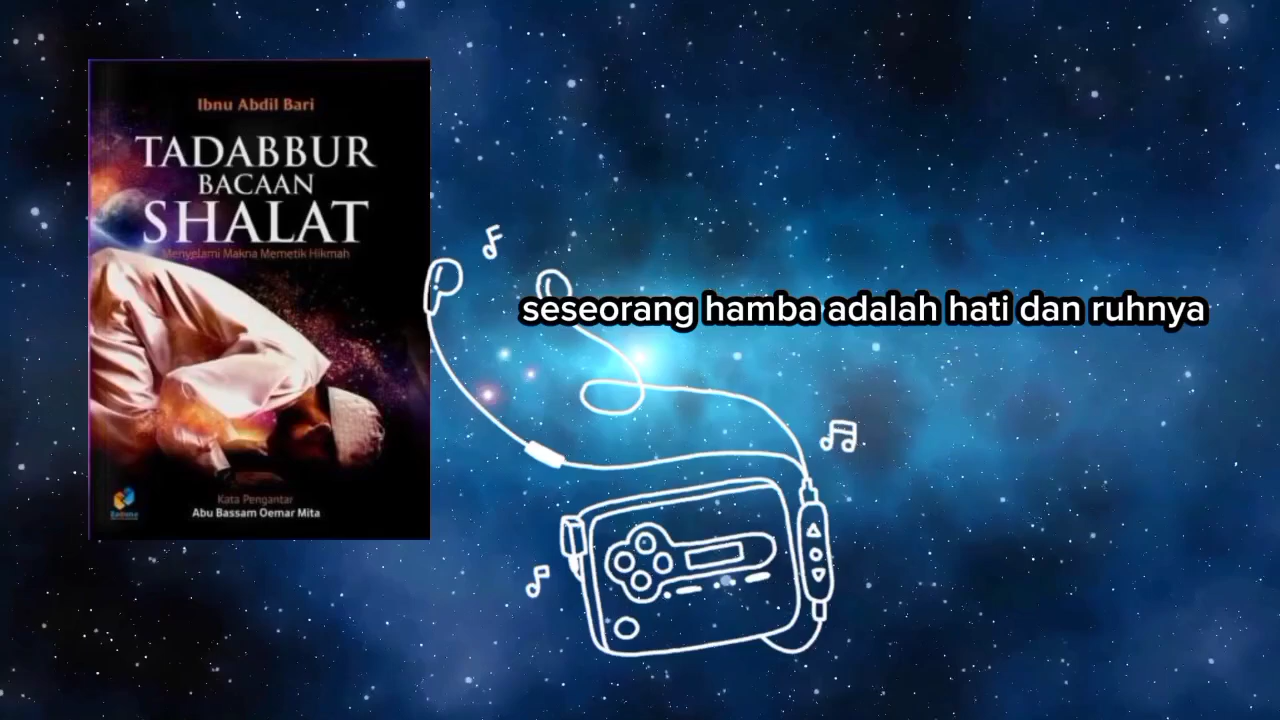 Ibnu Abdil Bari
TADABBUR
BACAAN
SHALAT
Menyelami Makna Memetik Hikmah
Kata Pengantar
Abu Bassam Oemar Mita
seseorang hamba adalah hati dan ruhnya